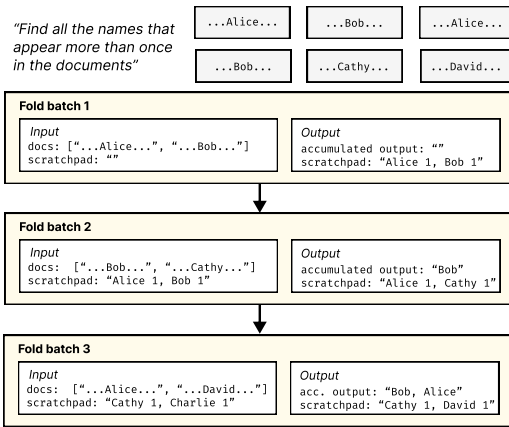 “Find all the names that
appear more than once
in the documents”
...Alice... ...Bob... ...Alice...
...Bob... ...Cathy... ...David...
Fold batch 1
Input
docs: [“...Alice...”, “...Bob...”]
scratchpad: “”
Output
accumulated output: “”
scratchpad: “Alice 1, Bob 1”
Fold batch 2
Input
docs:  [“...Bob...”, “...Cathy...”]
scratchpad: “Alice 1, Bob 1”
Output
accumulated output: “Bob”
scratchpad: “Alice 1, Cathy 1”
Fold batch 3
Input
docs:  [“...Alice...”, “...David...”]
scratchpad: “Cathy 1, Charlie 1”
Output
acc. output: “Bob, Alice”
scratchpad: “Cathy 1, David 1”